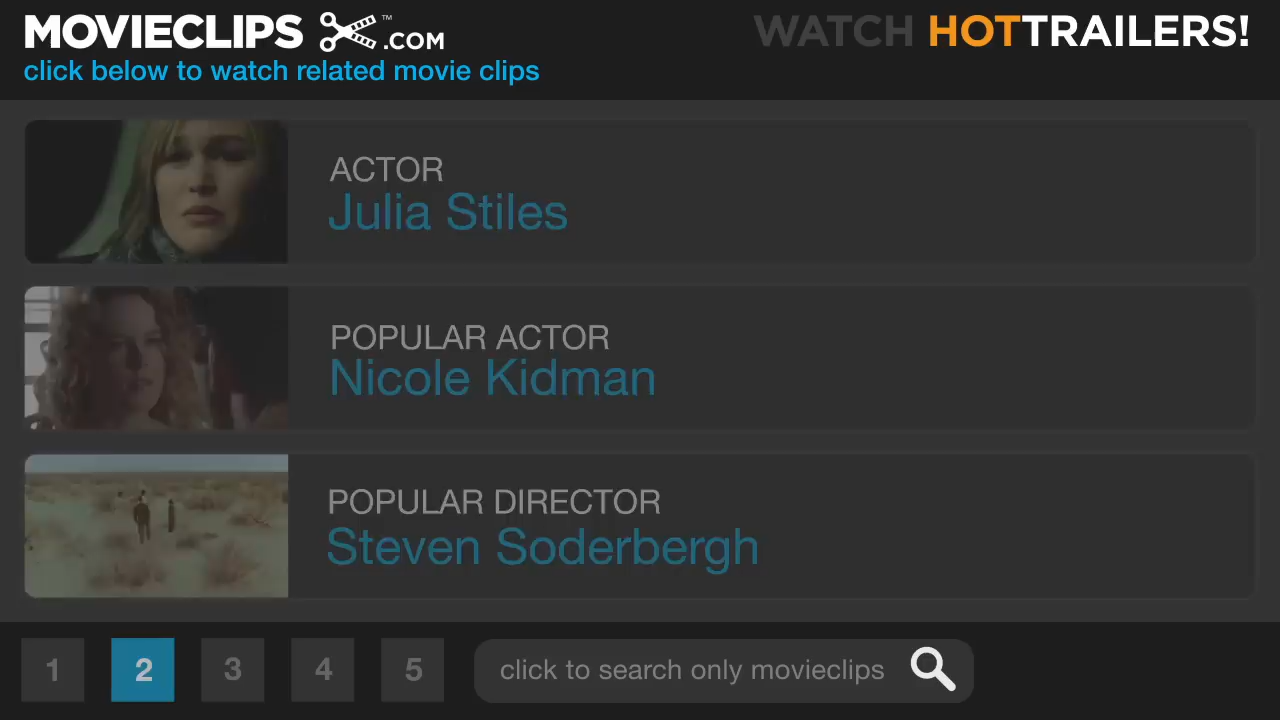 MOVIECLIPS™.COM
WATCH HOTTRAILERS!
click below to watch related movie clips
ACTOR
Julia Stiles
POPULAR ACTOR
Nicole Kidman
POPULAR DIRECTOR
Steven Soderbergh
1 2 3 4 5 click to search only movieclips